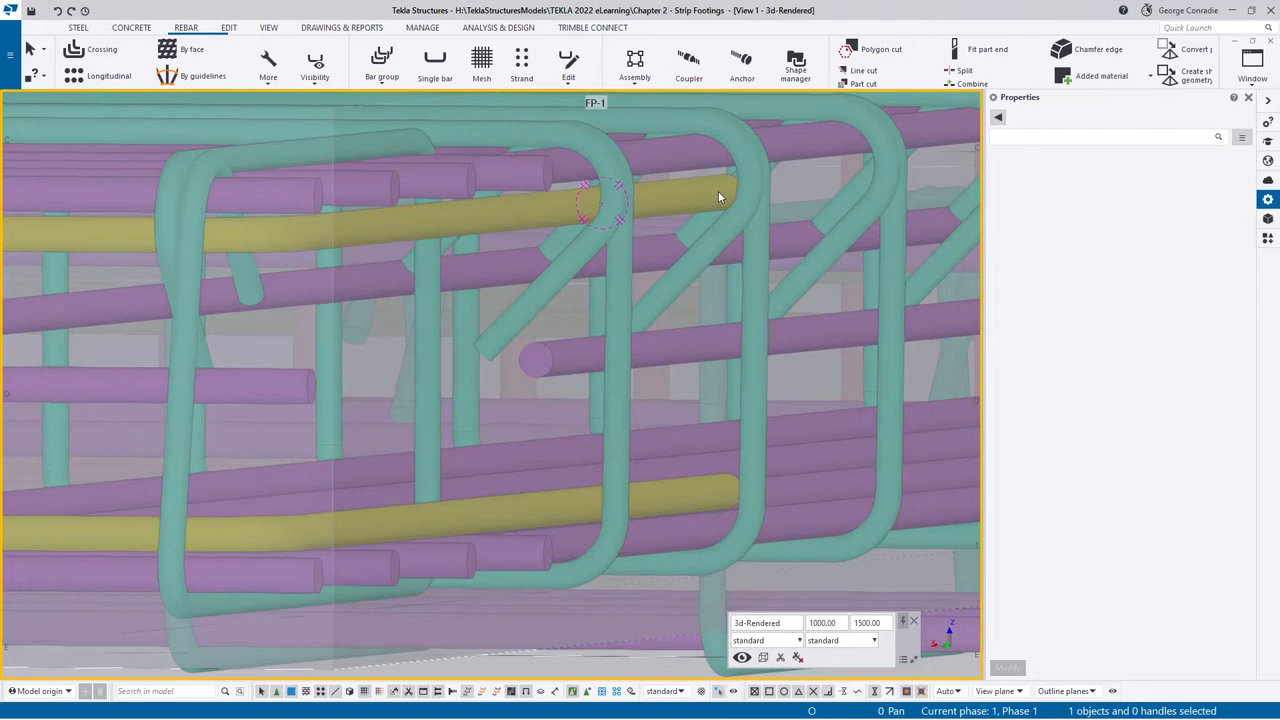 Tekla Structures - H:\TeklaStructuresModels\TEKLA 2022 eLearning\Chapter 2 - Strip Footings - [View 1 - 3d-Rendered]
George Conradie
STEEL
CONCRETE
REBAR
EDIT
VIEW
DRAWINGS & REPORTS
MANAGE
ANALYSIS & DESIGN
TRIMBLE CONNECT
Quick Launch
Crossing
Longitudinal
By face
By guidelines
More
Visibility
Bar group
Single bar
Mesh
Strand
Edit
Assembly
Coupler
Anchor
Shape
manager
Polygon cut
Line cut
Part cut
Fit part end
Split
Combine
Chamfer edge
Added material
Convert
Create sh
geometry
Window
FP-1
Properties
Modify
3d-Rendered
1000.00
1500.00
standard
standard
Z
Model origin
Search in model
standard
Auto
View plane
Outline planes
O
0 Pan
Current phase: 1, Phase 1
1 objects and 0 handles selected